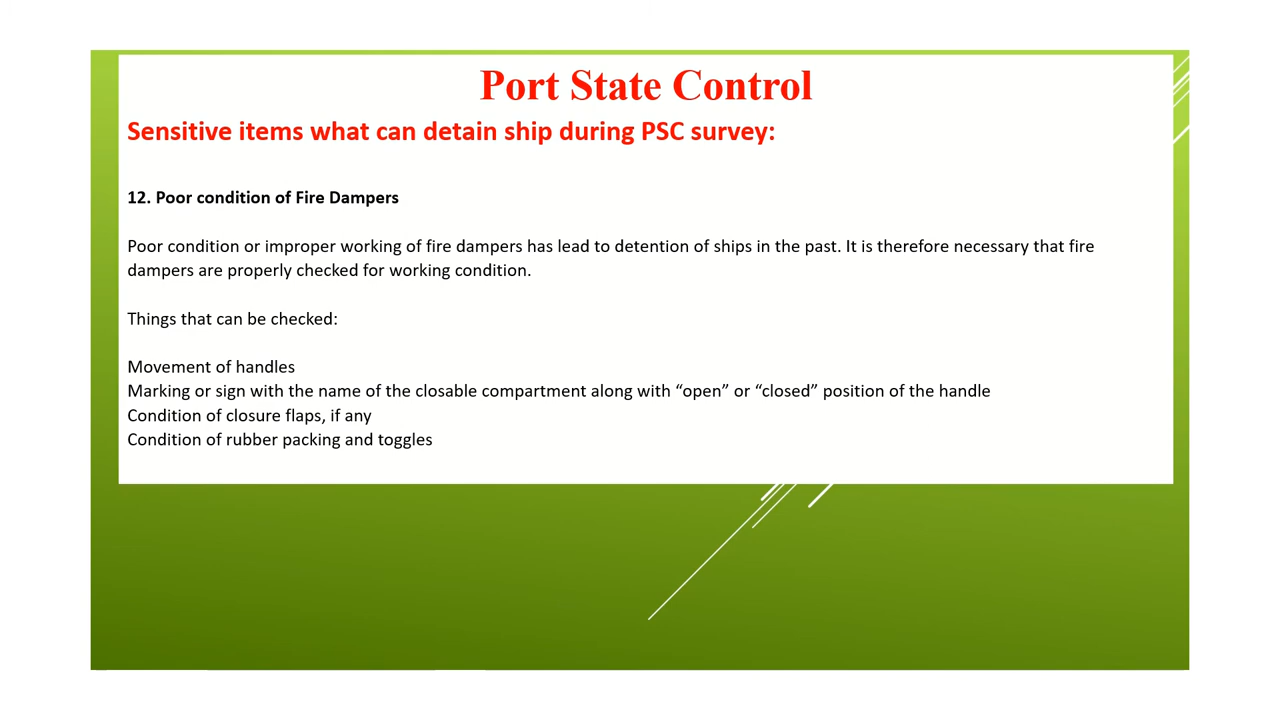 Port State Control
Sensitive items what can detain ship during PSC survey:
12. Poor condition of Fire Dampers
Poor condition or improper working of fire dampers has lead to detention of ships in the past. It is therefore necessary that fire
dampers are properly checked for working condition.
Things that can be checked:
Movement of handles
Marking or sign with the name of the closable compartment along with “open” or “closed” position of the handle
Condition of closure flaps, if any
Condition of rubber packing and toggles